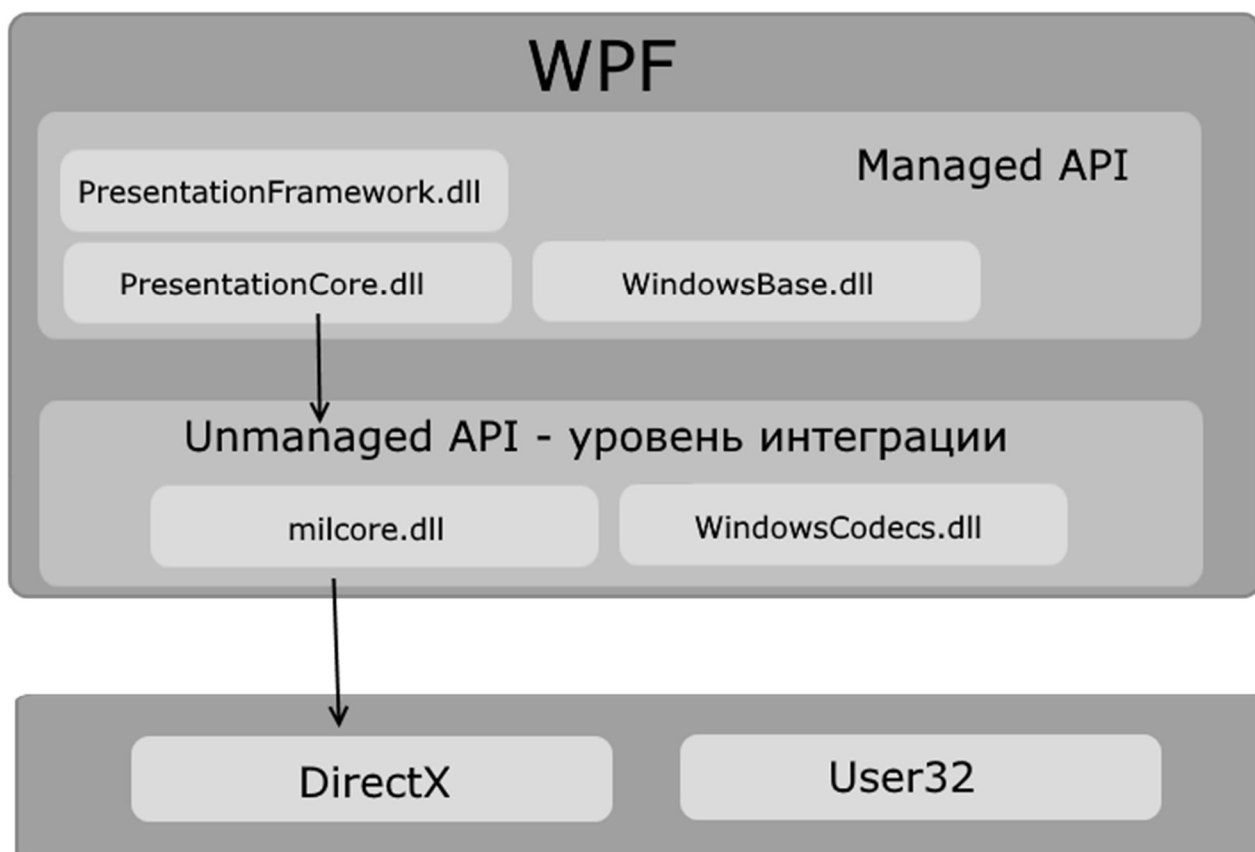 WPF
Managed API
PresentationFramework.dll
PresentationCore.dll
WindowsBase.dll
Unmanaged API - уровень интеграции
milcore.dll
WindowsCodecs.dll
DirectX
User32